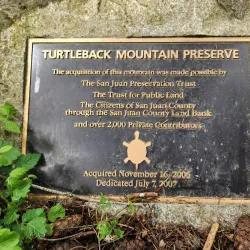 TURTLEBACK MOUNTAIN PRESERVE
The acquisition of this mountain was made possible by
The San Juan Preservation Trust
The Trust for Public Land
The Citizens of San Juan County
through the San Juan County Land Bank
and over 2,000 Private Contributors
Acquired November 16, 2006
Dedicated July 7, 2007